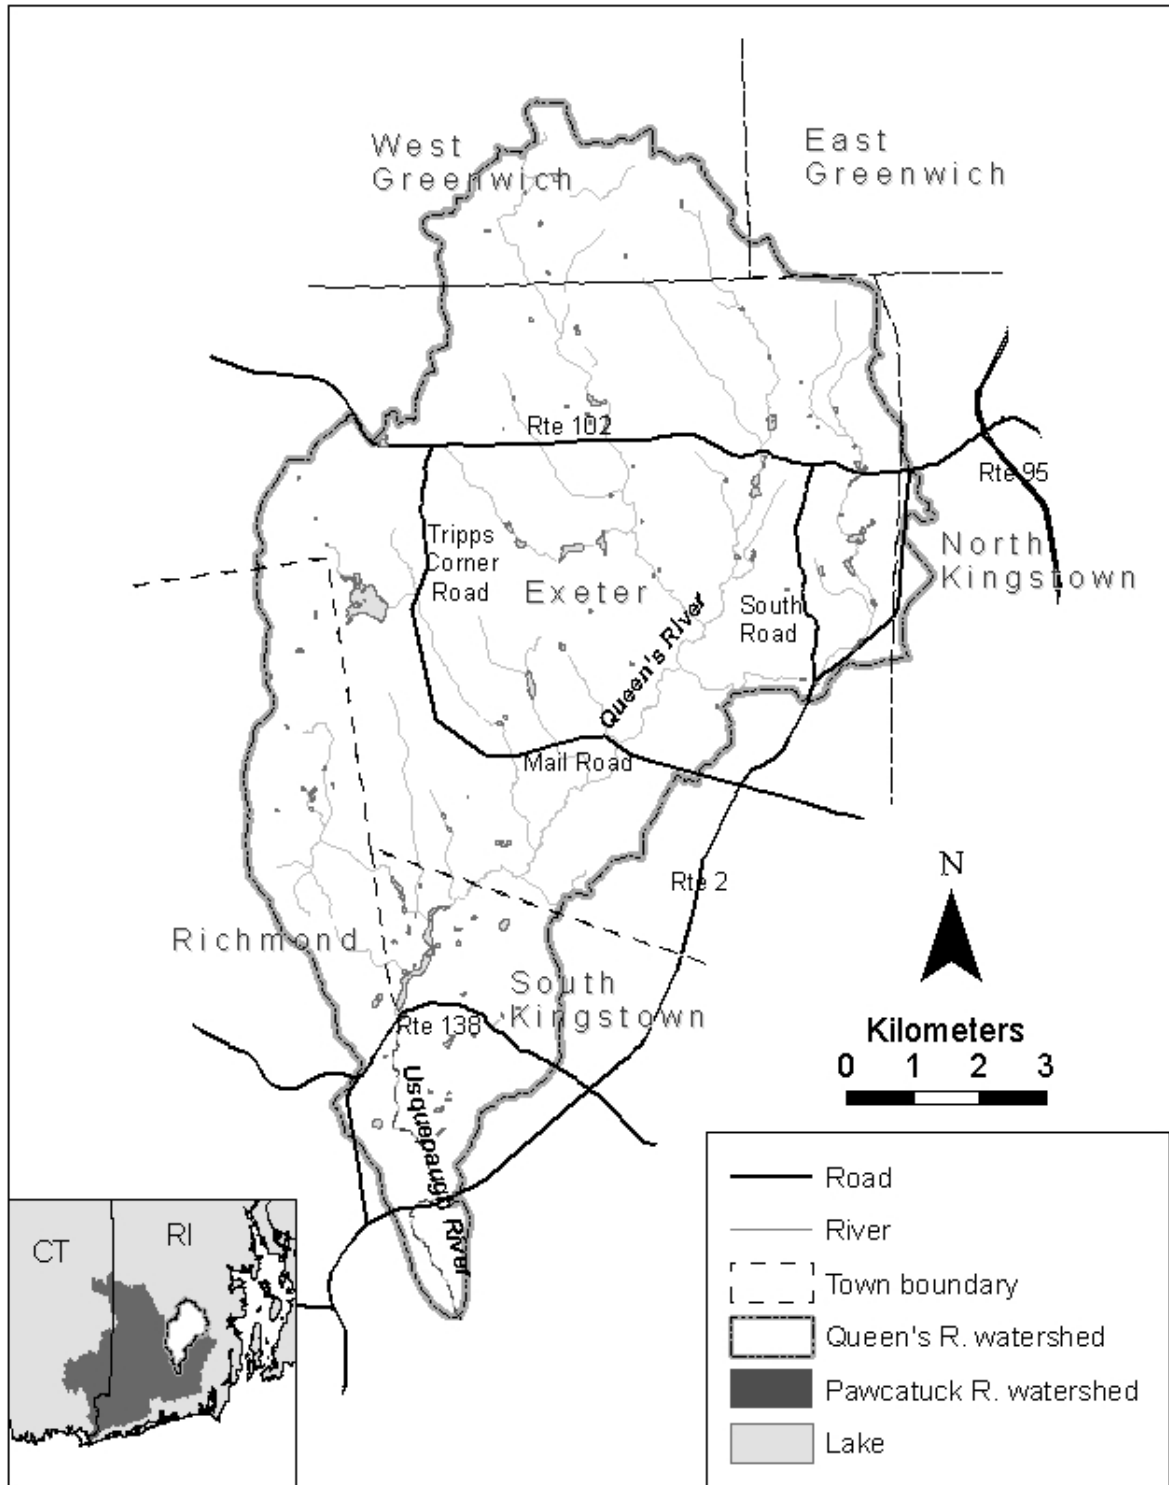 West
Greenwich
East
Greenwich
Rte 102
Rte 95
Tripps
Corner
Road
Exeter
North
Kingstown
South
Road
Queen's River
Mail Road
Rte 2
N
Richmond
South
Kingstown
Rte 138
Kilometers
0 1 2 3
Usquepaugh River
Road
River
Town boundary
Queen's R. watershed
Pawcatuck R. watershed
Lake
CT
RI